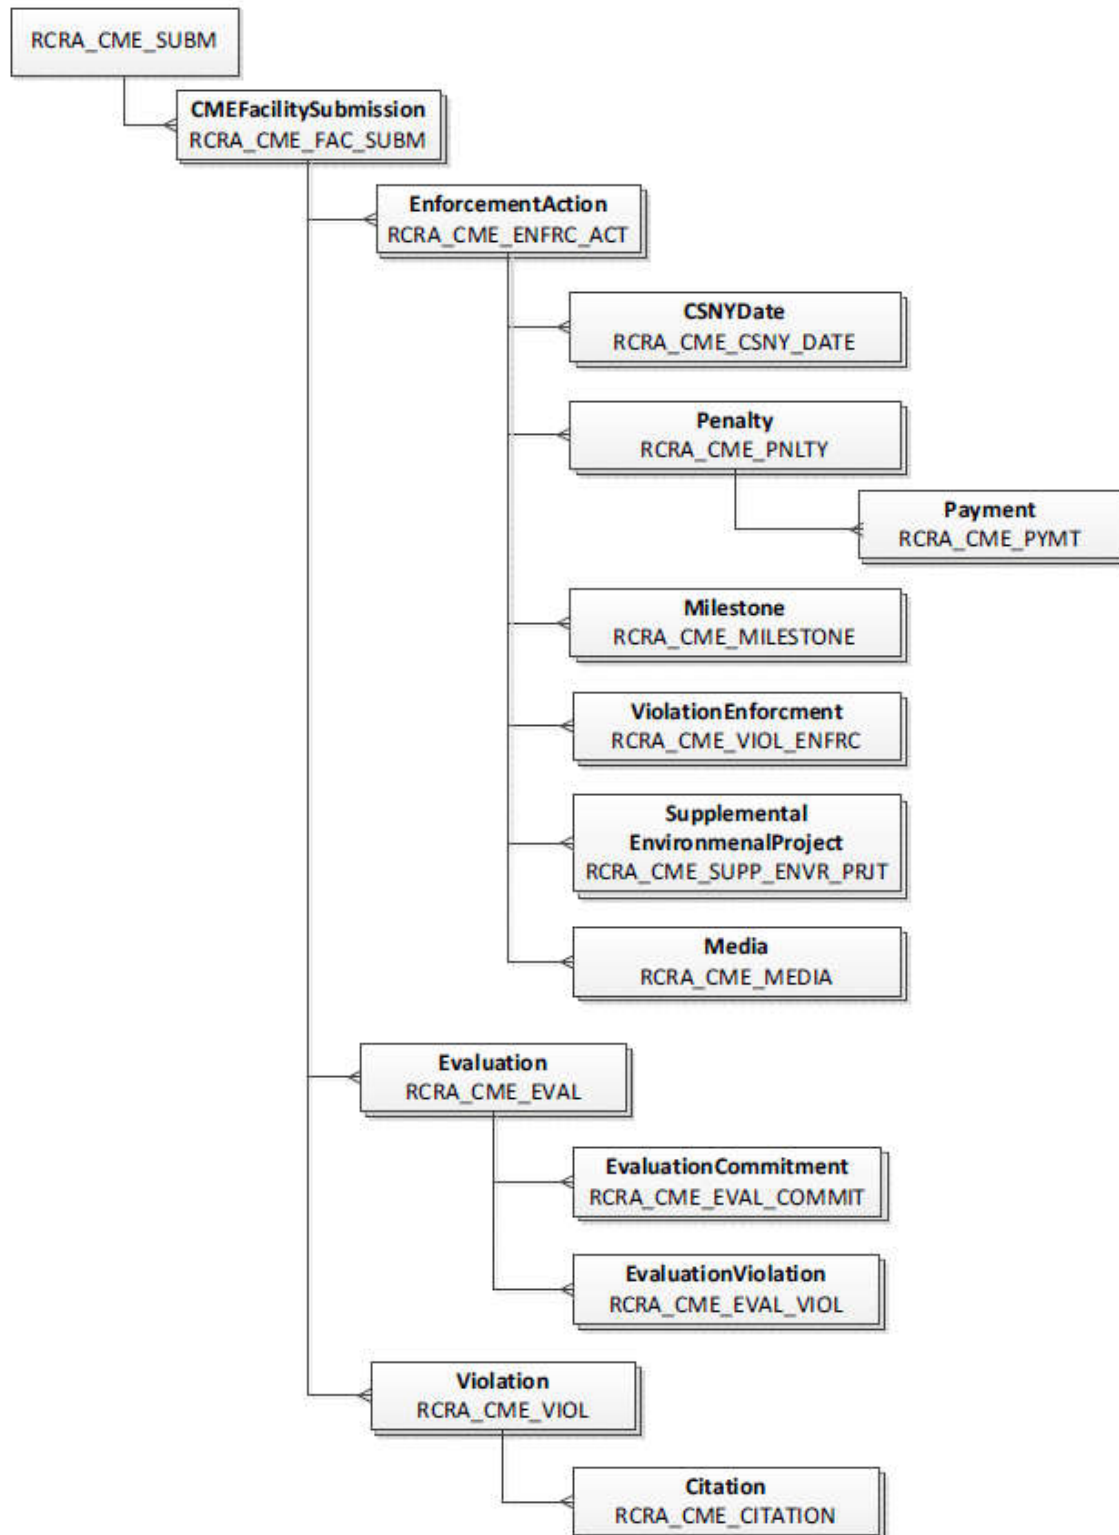 RCRA_CME_SUBM
CMEFacilitySubmission
RCRA_CME_FAC_SUBM
EnforcementAction
RCRA_CME_ENFRC_ACT
CSNYDate
RCRA_CME_CSNY_DATE
Penalty
RCRA_CME_PNLTY
Payment
RCRA_CME_PYMT
Milestone
RCRA_CME_MILESTONE
ViolationEnforcment
RCRA_CME_VIOL_ENFRC
Supplemental
EnvironmenalProject
RCRA_CME_SUPP_ENVR_PRJT
Media
RCRA_CME_MEDIA
Evaluation
RCRA_CME_EVAL
EvaluationCommitment
RCRA_CME_EVAL_COMMIT
EvaluationViolation
RCRA_CME_EVAL_VIOL
Violation
RCRA_CME_VIOL
Citation
RCRA_CME_CITATION